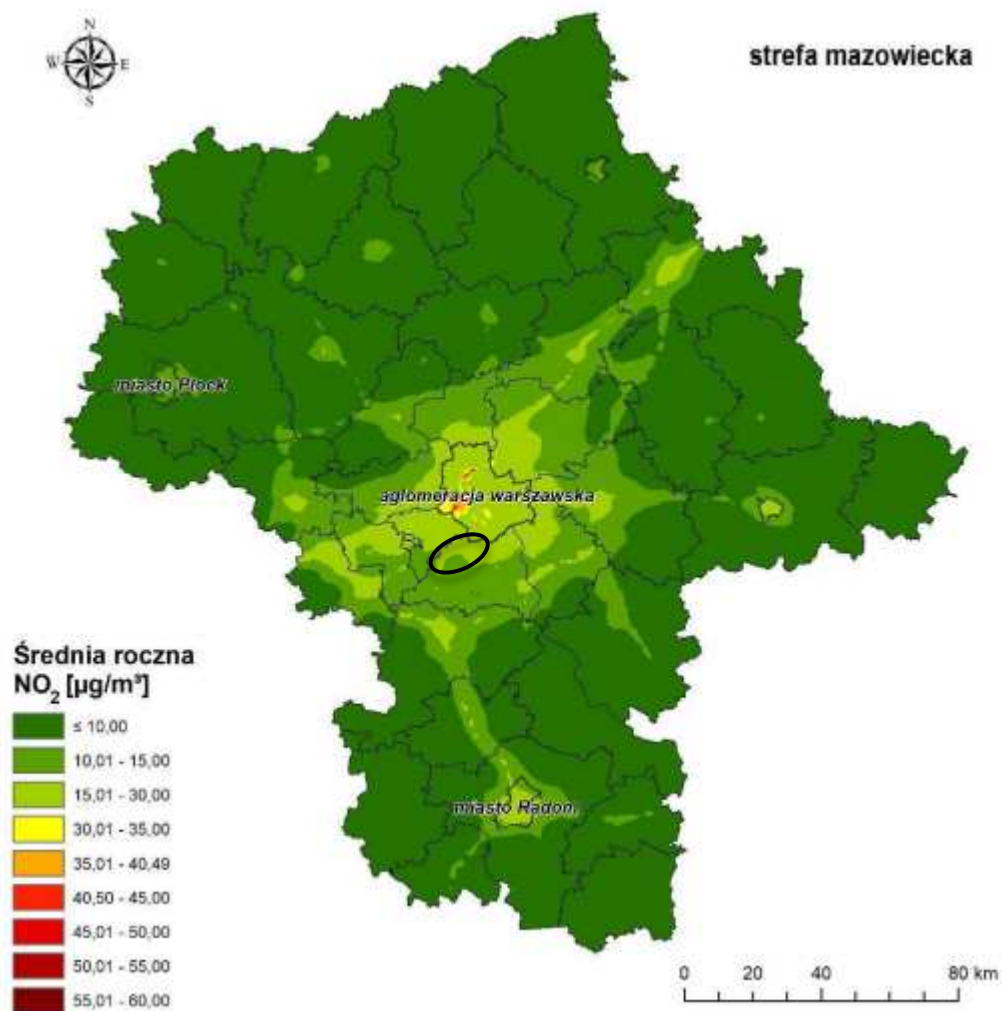 N
W E
S
strefa mazowiecka
miasto Płock
aglomeracja warszawska
miasto Radom
Średnia roczna
NO₂ [µg/m³]
≤ 10,00
10,01 - 15,00
15,01 - 30,00
30,01 - 35,00
35,01 - 40,49
40,50 - 45,00
45,01 - 50,00
50,01 - 55,00
55,01 - 60,00
0 20 40 80 km